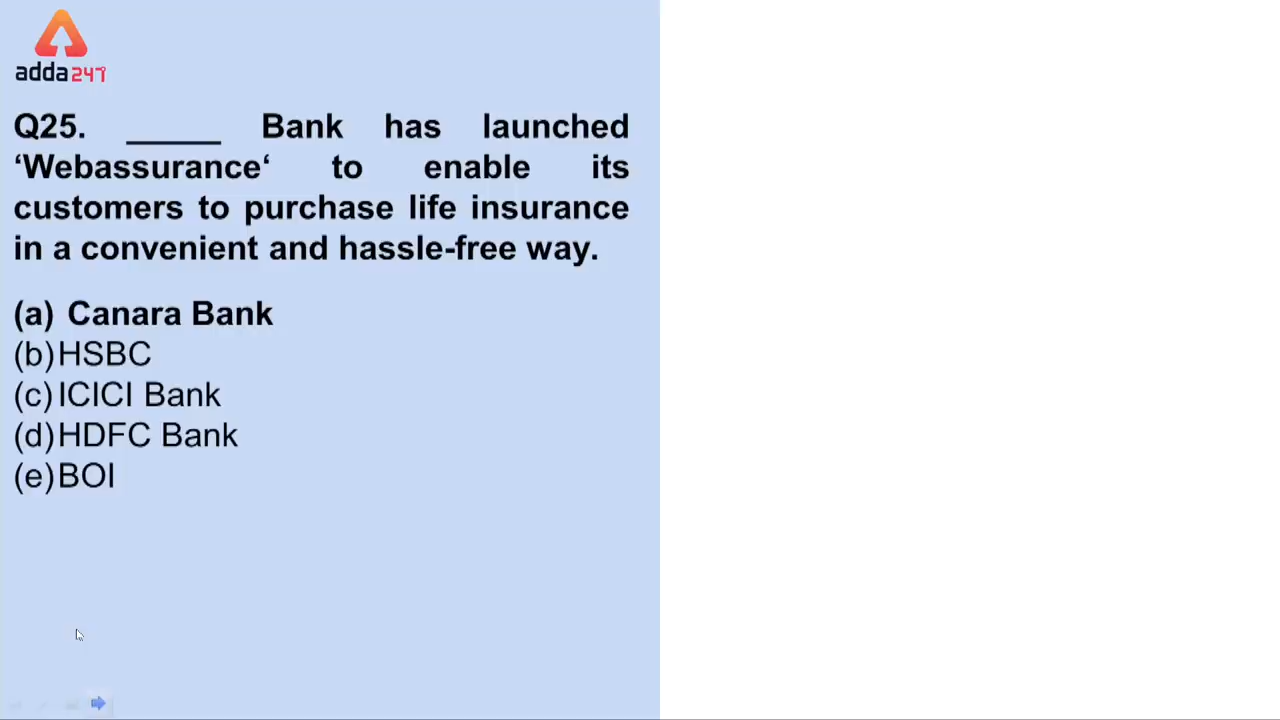 adda247
Q25. _____ Bank has launched
‘Webassurance‘ to enable its
customers to purchase life insurance
in a convenient and hassle-free way.
(a) Canara Bank
(b)HSBC
(c)ICICI Bank
(d)HDFC Bank
(e)BOI